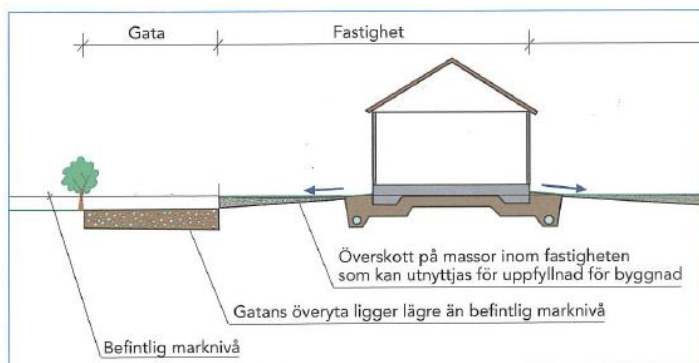 Gata
Fastighet
Överskott på massor inom fastigheten
som kan utnyttjas för uppfyllnad för byggnad
Gatans överyta ligger lägre än befintlig marknivå
Befintlig marknivå